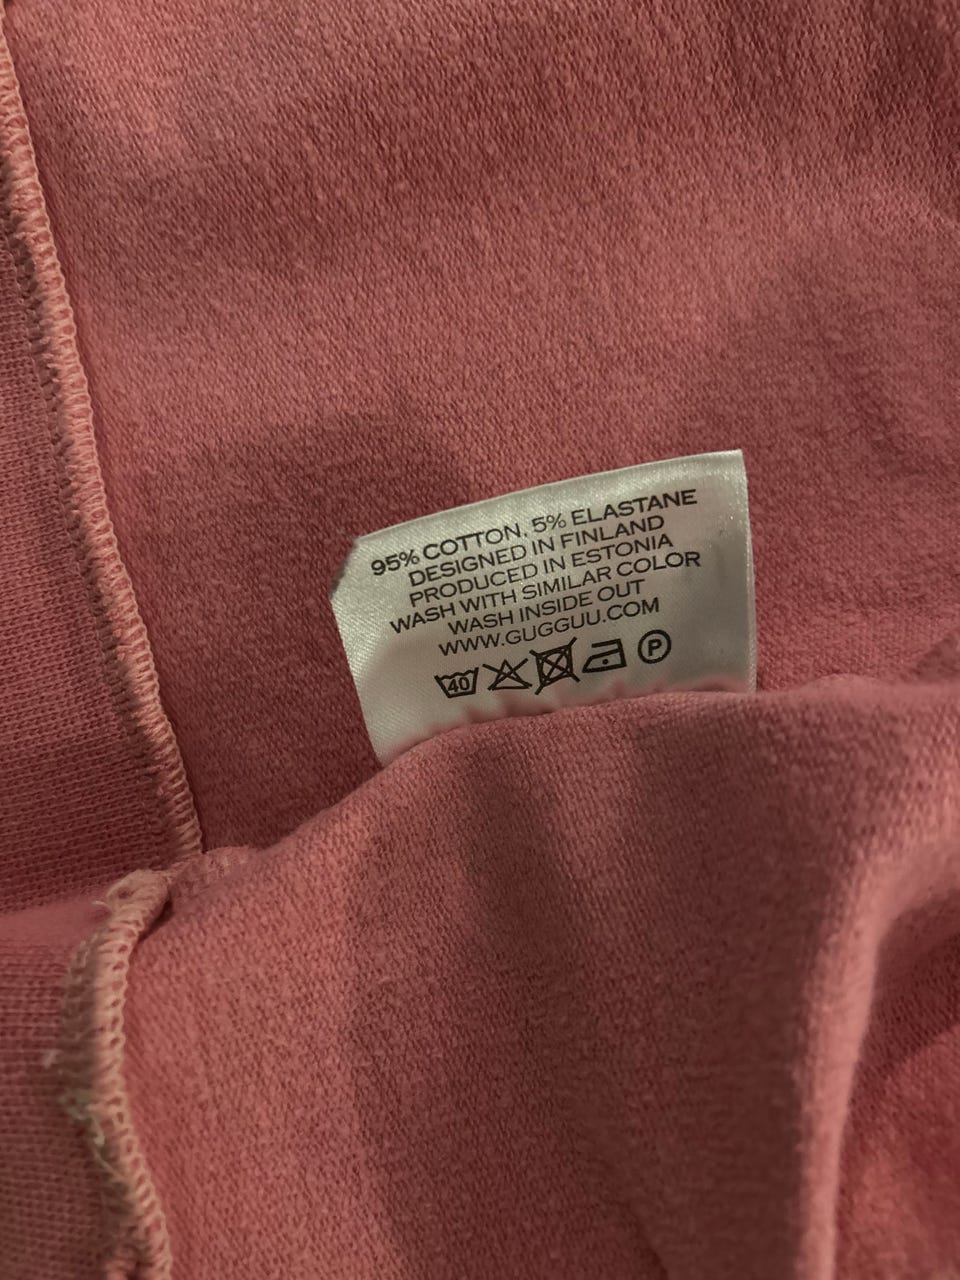 95% COTTON, 5% ELASTANE
DESIGNED IN FINLAND
PRODUCED IN ESTONIA
WASH WITH SIMILAR COLOR
WASH INSIDE OUT
WWW.GUGGUU.COM
40 P